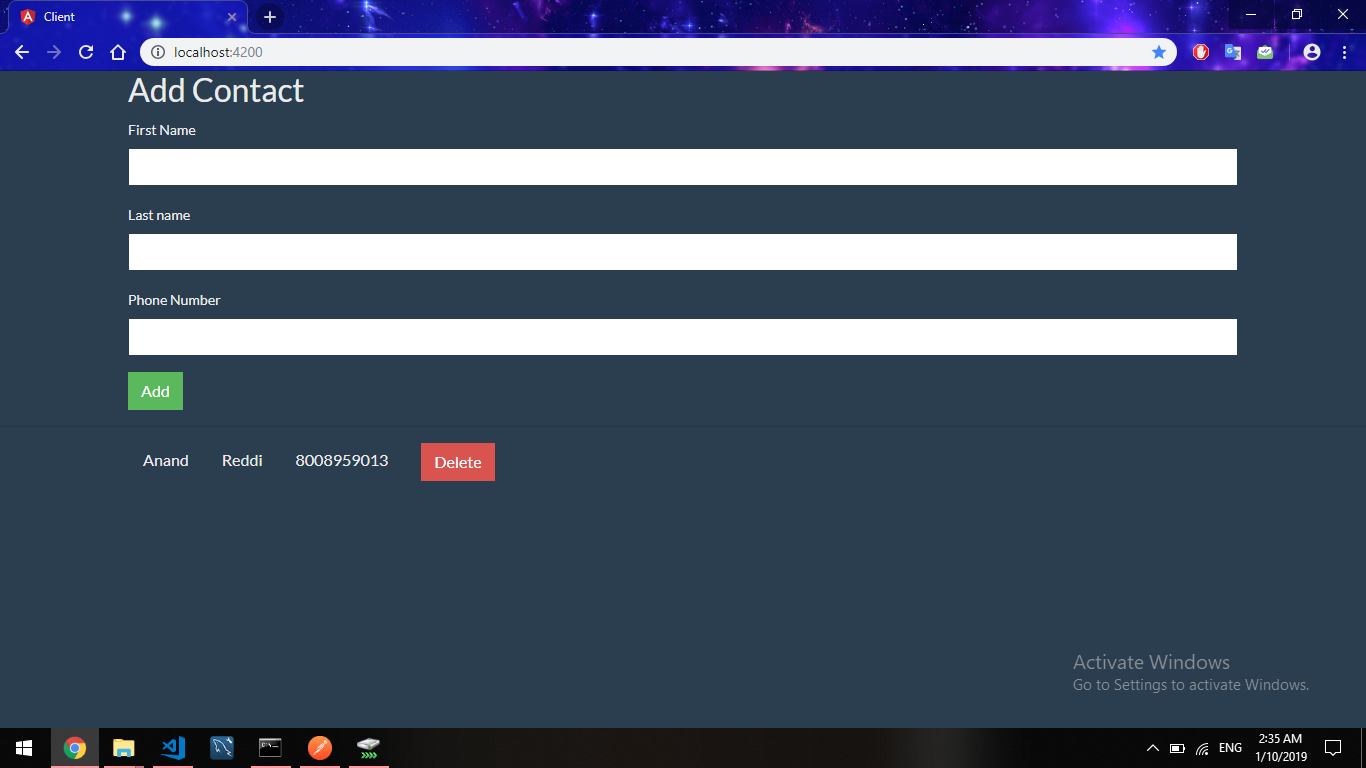 Client
localhost:4200
Add Contact
First Name
Last name
Phone Number
Add
Anand Reddi 8008959013 Delete
Activate Windows
Go to Settings to activate Windows.
ENG
2:35 AM
1/10/2019